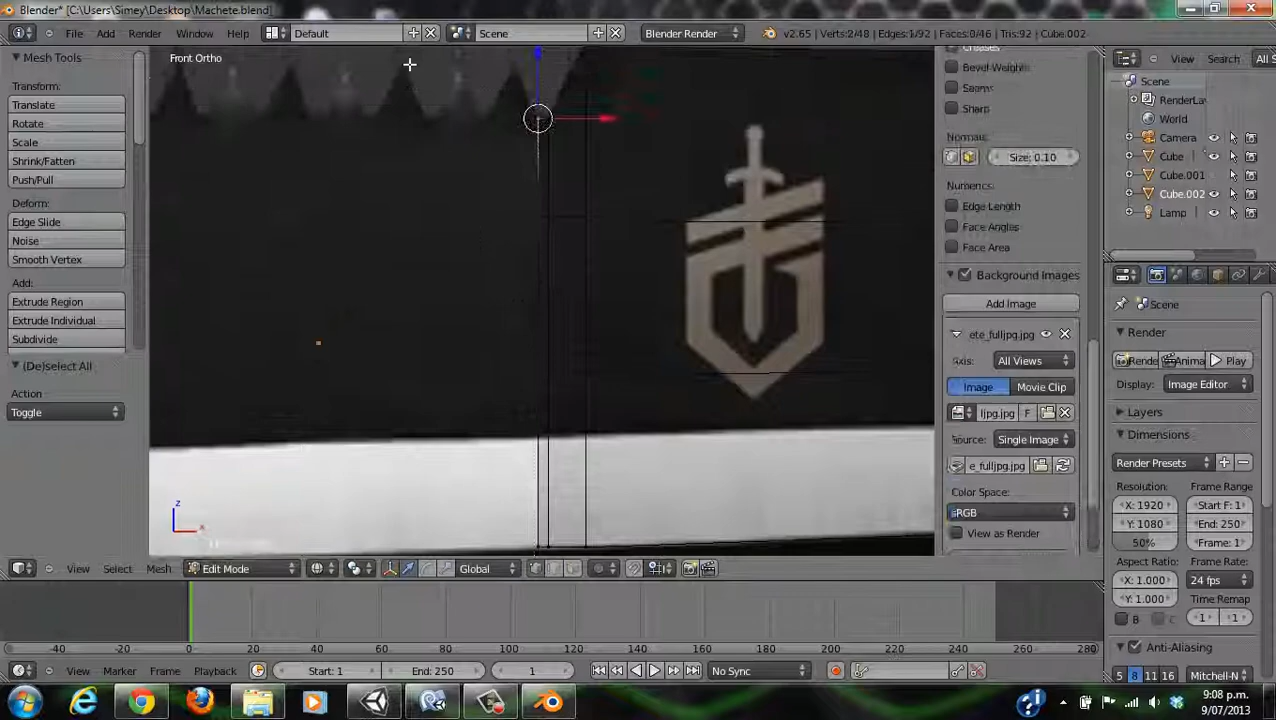 Blender* [C:\Users\Simey\Desktop\Machete.blend]
File Add Render Window Help Default Scene Blender Render v2.65 | Verts:2/48 | Edges:1/92 | Faces:0/46 | Tris:92 | Cube.002
Mesh Tools
Transform:
Translate
Rotate
Scale
Shrink/Fatten
Push/Pull
Deform:
Edge Slide
Noise
Smooth Vertex
Add:
Extrude Region
Extrude Individual
Subdivide
(De)Select All
Action
Toggle
Front Ortho
z
x
Creases
Bevel Weights
Seams
Sharp
Normals:
Size: 0.10
Numerics:
Edge Length
Face Angles
Face Area
Background Images
Add Image
ete_fulljpg.jpg
Axis: All Views
Image Movie Clip
ljpg.jpg F
Source: Single Image
e_fulljpg.jpg
Color Space:
sRGB
View as Render
View Search All S
Scene
RenderLay
World
Camera
Cube
Cube.001
Cube.002
Lamp
Scene
Render
Rende Anima Play
Display: Image Editor
Layers
Dimensions
Render Presets
Resolution: Frame Range
X: 1920 Start F: 1
Y: 1080 End: 250
50% Frame: 1
Aspect Ratio: Frame Rate:
X: 1.000 24 fps
Y: 1.000 Time Remap
B C 1 1
Anti-Aliasing
5 8 11 16 Mitchell-N
View Select Mesh Edit Mode Global
-40 -20 0 20 40 60 80 100 120 140 160 180 200 220 240 260 280
View Marker Frame Playback Start: 1 End: 250 1 No Sync
9:08 p.m.
9/07/2013